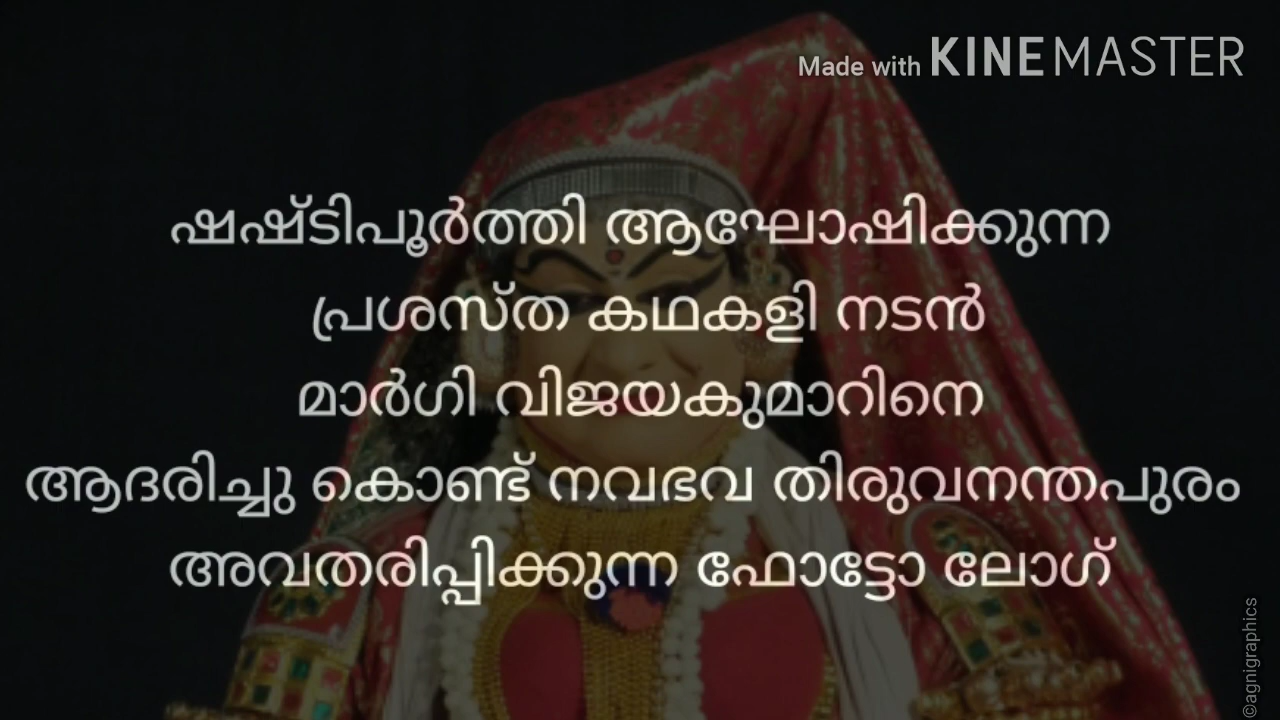 Made with KINEMASTER
ഷഷ്ടിപൂർത്തി ആഘോഷിക്കുന്ന
പ്രശസ്ത കഥകളി നടൻ
മാർഗി വിജയകുമാറിനെ
ആദരിച്ചു കൊണ്ട് നവഭവ തിരുവനന്തപുരം
അവതരിപ്പിക്കുന്ന ഫോട്ടോ ലോഗ്
©agnigraphics